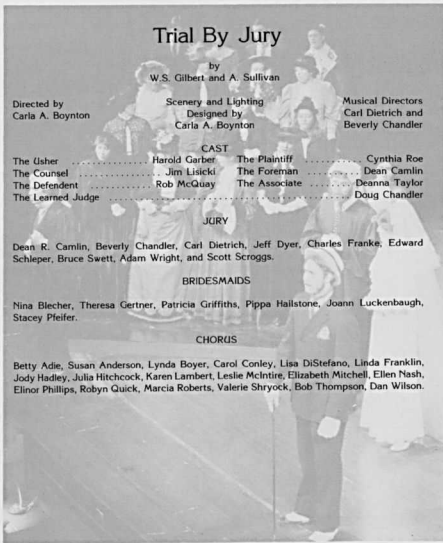 Trial By Jury
by
W.S. Gilbert and A. Sullivan
Directed by
Carla A. Boynton
Scenery and Lighting
Designed by
Carla A. Boynton
Musical Directors
Carl Dietrich and
Beverly Chandler
CAST
The Usher .......... Harold Garber
The Counsel .......... Jim Lisicki
The Defendent .......... Rob McQuay
The Plaintiff .......... Cynthia Roe
The Foreman .......... Dean Camlin
The Associate .......... Deanna Taylor
The Learned Judge .......... Doug Chandler
JURY
Dean R. Camlin, Beverly Chandler, Carl Dietrich, Jeff Dyer, Charles Franke, Edward
Schleper, Bruce Swett, Adam Wright, and Scott Scroggs.
BRIDESMAIDS
Nina Blecher, Theresa Gertner, Patricia Griffiths, Pippa Hailstone, Joann Luckenbaugh,
Stacey Pfeifer.
CHORUS
Betty Adie, Susan Anderson, Lynda Boyer, Carol Conley, Lisa DiStefano, Linda Franklin,
Jody Hadley, Julia Hitchcock, Karen Lambert, Leslie McIntire, Elizabeth Mitchell, Ellen Nash,
Elinor Phillips, Robyn Quick, Marcia Roberts, Valerie Shryock, Bob Thompson, Dan Wilson.